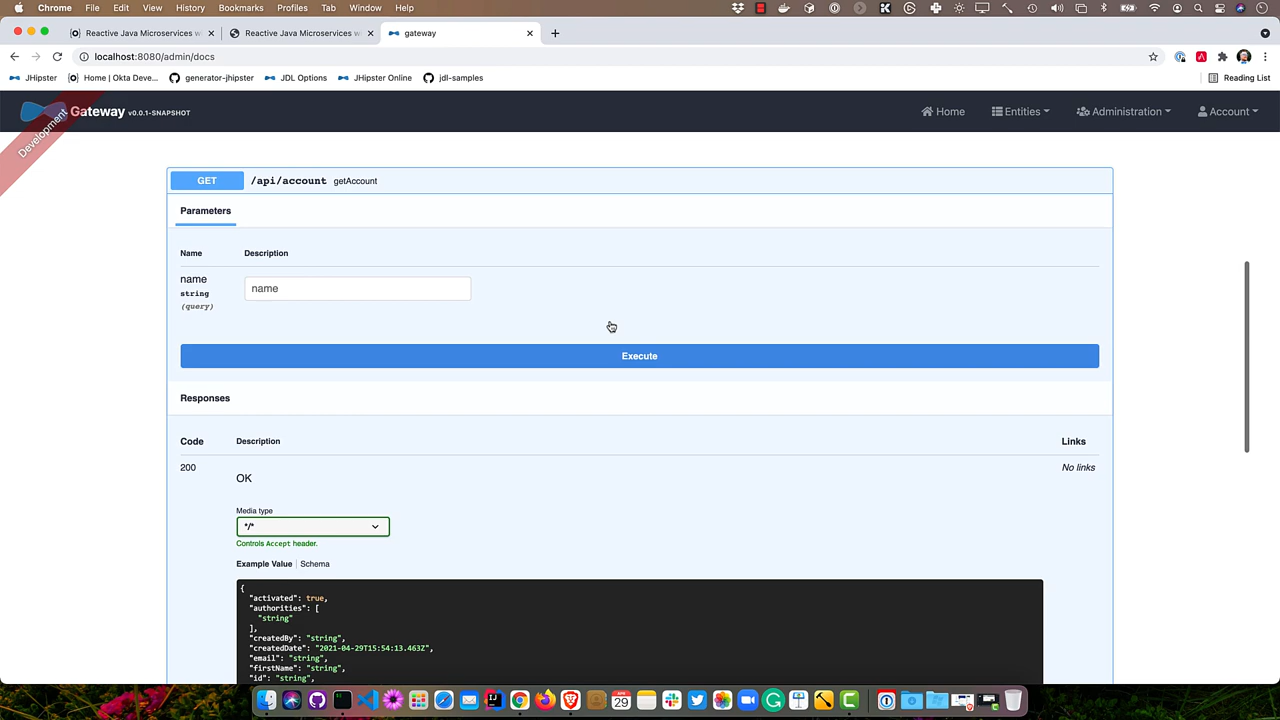 Chrome File Edit View History Bookmarks Profiles Tab Window Help
Reactive Java Microservices w
Reactive Java Microservices w
gateway
localhost:8080/admin/docs
JHipster
Home | Okta Deve...
generator-jhipster
JDL Options
JHipster Online
jdl-samples
Reading List
Development
Gateway v0.0.1-SNAPSHOT
Home
Entities
Administration
Account
GET /api/account getAccount
Parameters
Name Description
name
string
(query)
name
Execute
Responses
Code Description Links
200
OK
No links
Media type
*/*
Controls Accept header.
Example Value | Schema
{
"activated": true,
"authorities": [
"string"
],
"createdBy": "string",
"createdDate": "2021-04-29T15:54:13.463Z",
"email": "string",
"firstName": "string",
"id": "string",
APR
29